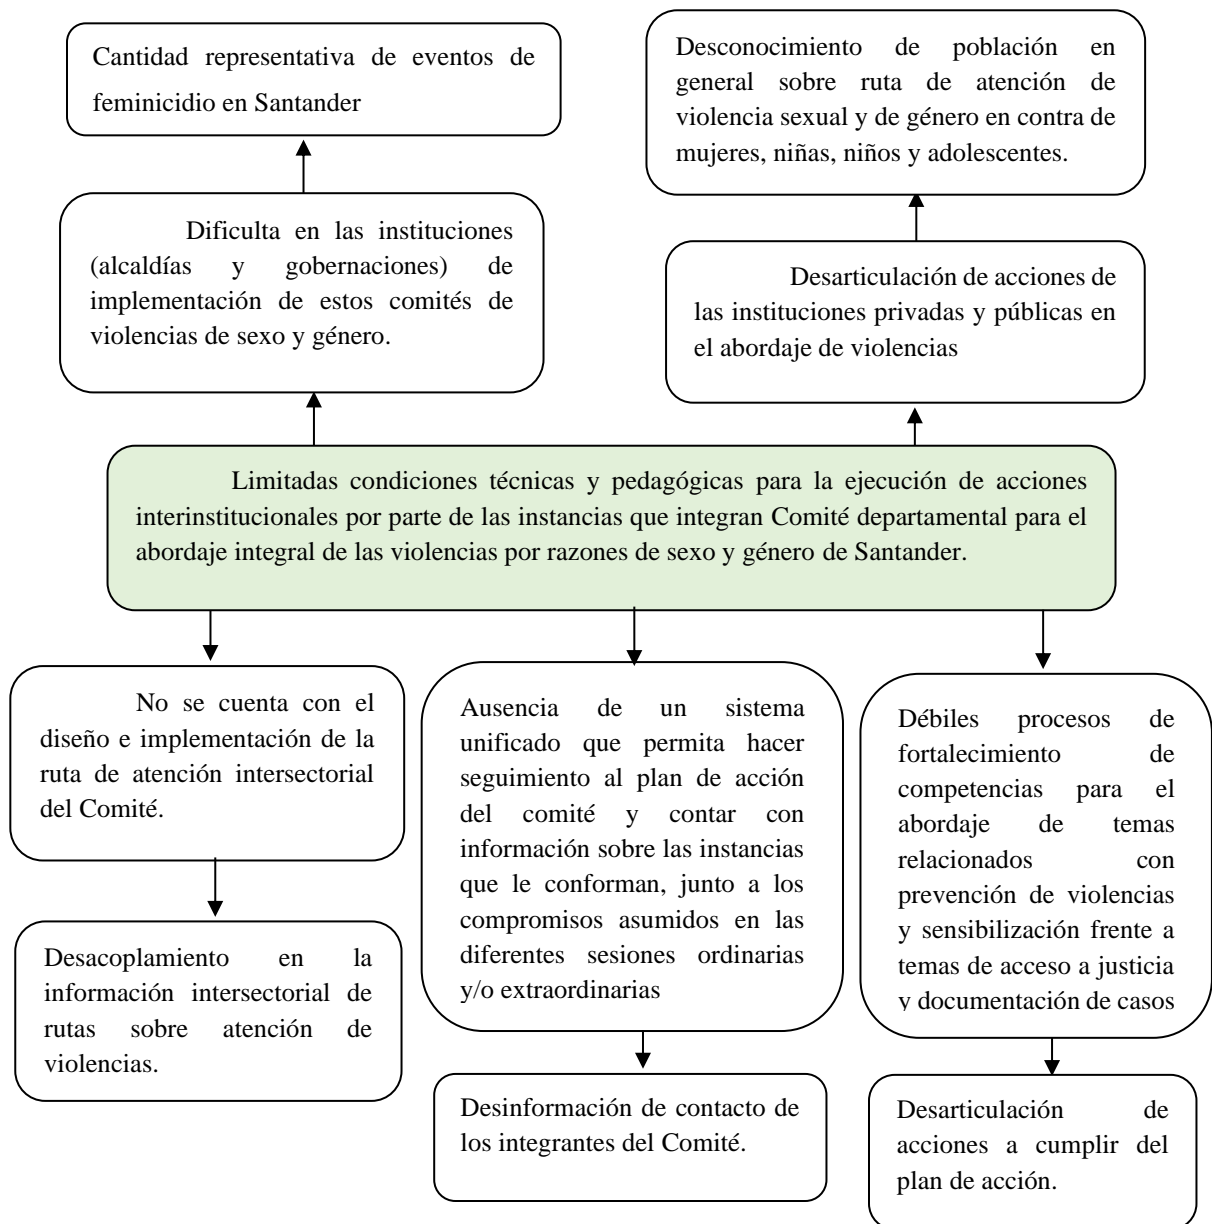 Cantidad representativa de eventos de
feminicidio en Santander
Desconocimiento de población en
general sobre ruta de atención de
violencia sexual y de género en contra de
mujeres, niñas, niños y adolescentes.
Dificulta en las instituciones
(alcaldías y gobernaciones) de
implementación de estos comités de
violencias de sexo y género.
Desarticulación de acciones de
las instituciones privadas y públicas en
el abordaje de violencias
Limitadas condiciones técnicas y pedagógicas para la ejecución de acciones
interinstitucionales por parte de las instancias que integran Comité departamental para el
abordaje integral de las violencias por razones de sexo y género de Santander.
No se cuenta con el
diseño e implementación de la
ruta de atención intersectorial
del Comité.
Ausencia de un sistema
unificado que permita hacer
seguimiento al plan de acción
del comité y contar con
información sobre las instancias
que le conforman, junto a los
compromisos asumidos en las
diferentes sesiones ordinarias
y/o extraordinarias
Débiles procesos de
fortalecimiento de
competencias para el
abordaje de temas
relacionados con
prevención de violencias
y sensibilización frente a
temas de acceso a justicia
y documentación de casos
Desacoplamiento en la
información intersectorial de
rutas sobre atención de
violencias.
Desinformación de contacto de
los integrantes del Comité.
Desarticulación de
acciones a cumplir del
plan de acción.